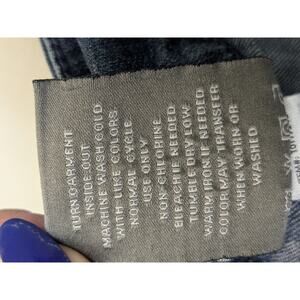 TURN GARMENT
INSIDE OUT
MACHINE WASH COLD
WITH LIKE COLORS
NORMAL CYCLE
USE ONLY
NON-CHLORINE
BLEACH IF NEEDED
TUMBLE DRY LOW
WARM IRON IF NEEDED
COLOR MAY TRANSFER
WHEN WORN OR
WASHED